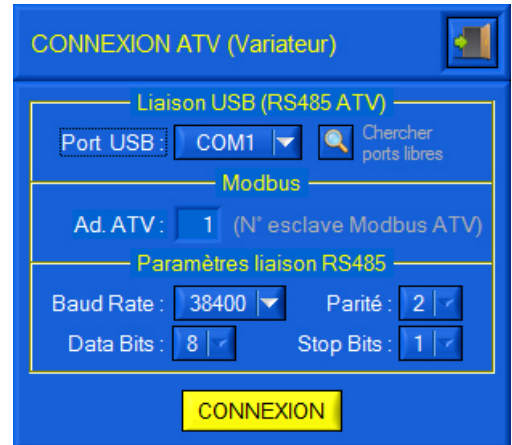 CONNEXION ATV (Variateur)
Liaison USB (RS485 ATV)
Port USB : COM1 Chercher ports libres
Modbus
Ad. ATV : 1 (N° esclave Modbus ATV)
Paramètres liaison RS485
Baud Rate : 38400 Parité : 2
Data Bits : 8 Stop Bits : 1
CONNEXION